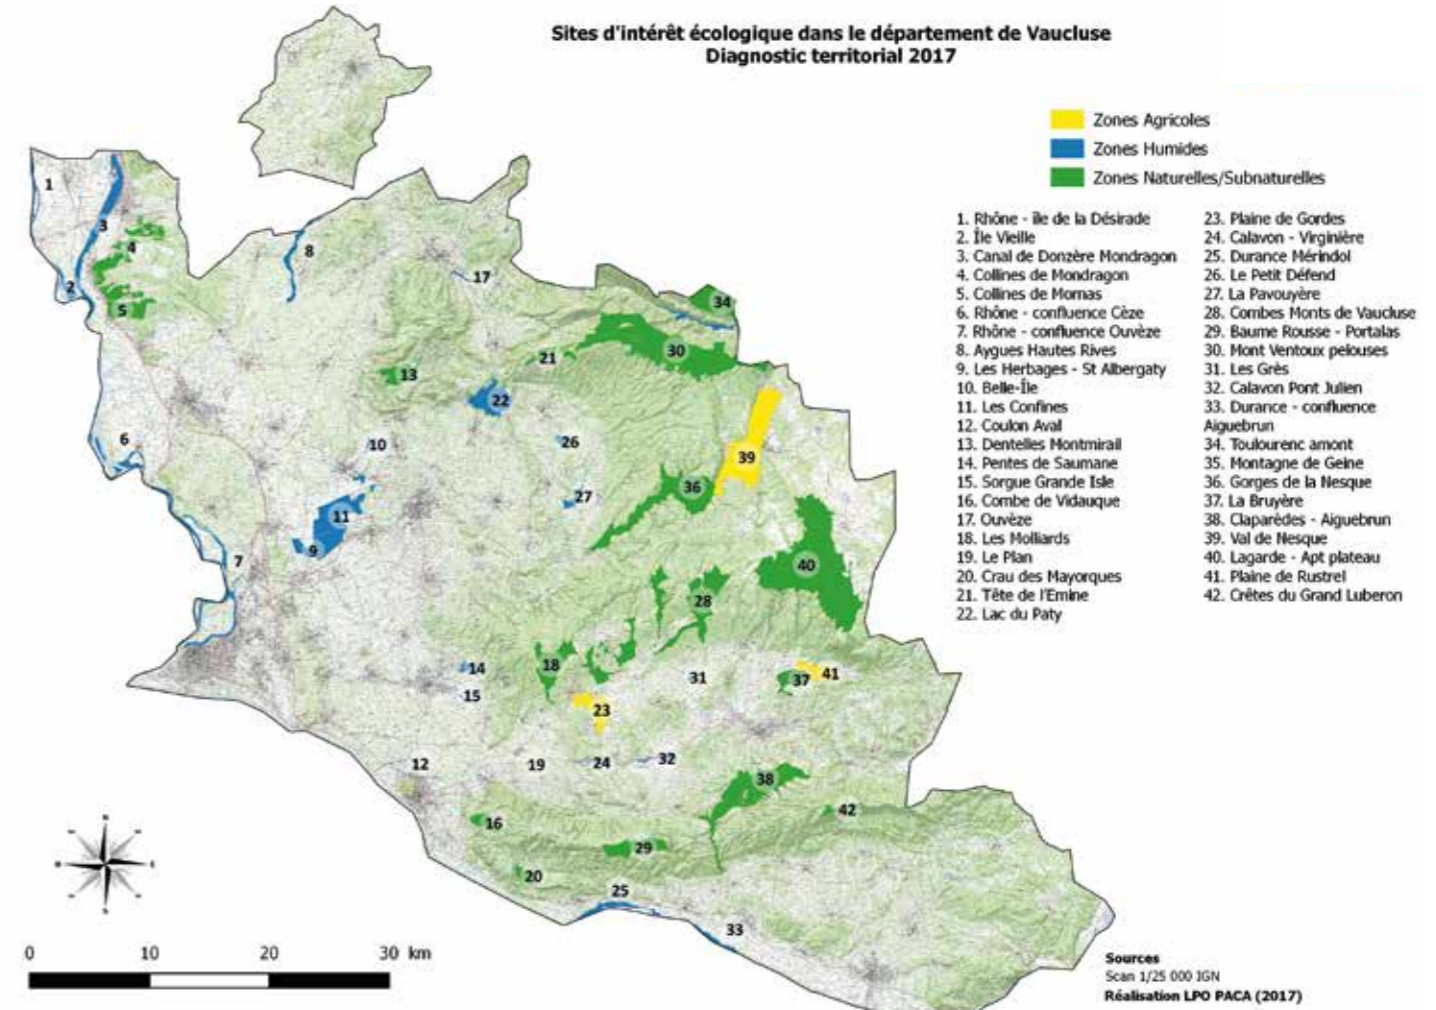 Sites d'intérêt écologique dans le département de Vaucluse
Diagnostic territorial 2017
Zones Agricoles
Zones Humides
Zones Naturelles/Subnaturelles
1. Rhône - île de la Désirade
2. Île Vieille
3. Canal de Donzère Mondragon
4. Collines de Mondragon
5. Collines de Mornas
6. Rhône - confluence Cèze
7. Rhône - confluence Ouvèze
8. Aygues Hautes Rives
9. Les Herbages - St Albergaty
10. Belle-Île
11. Les Confines
12. Coulon Aval
13. Dentelles Montmirail
14. Pentes de Saumane
15. Sorgue Grande Isle
16. Combe de Vidauque
17. Ouvèze
18. Les Molliards
19. Le Plan
20. Crau des Mayorques
21. Tête de l'Emine
22. Lac du Paty
23. Plaine de Gordes
24. Calavon - Virginière
25. Durance Mérindol
26. Le Petit Défend
27. La Pavouyère
28. Combes Monts de Vaucluse
29. Baume Rousse - Portalas
30. Mont Ventoux pelouses
31. Les Grès
32. Calavon Pont Julien
33. Durance - confluence
Aiguebrun
34. Toulourenc amont
35. Montagne de Geine
36. Gorges de la Nesque
37. La Bruyère
38. Claparèdes - Aiguebrun
39. Val de Nesque
40. Lagarde - Apt plateau
41. Plaine de Rustrel
42. Crêtes du Grand Luberon
1
3
4
8
2
5
17
34
30
21
13
22
6
10
26
39
36
27
11
9
7
40
28
18
14
31
37
41
15
23
12
19
24
32
38
42
16
29
20
25
33
N
E
S
O
0 10 20 30 km
Sources
Scan 1/25 000 IGN
Réalisation LPO PACA (2017)